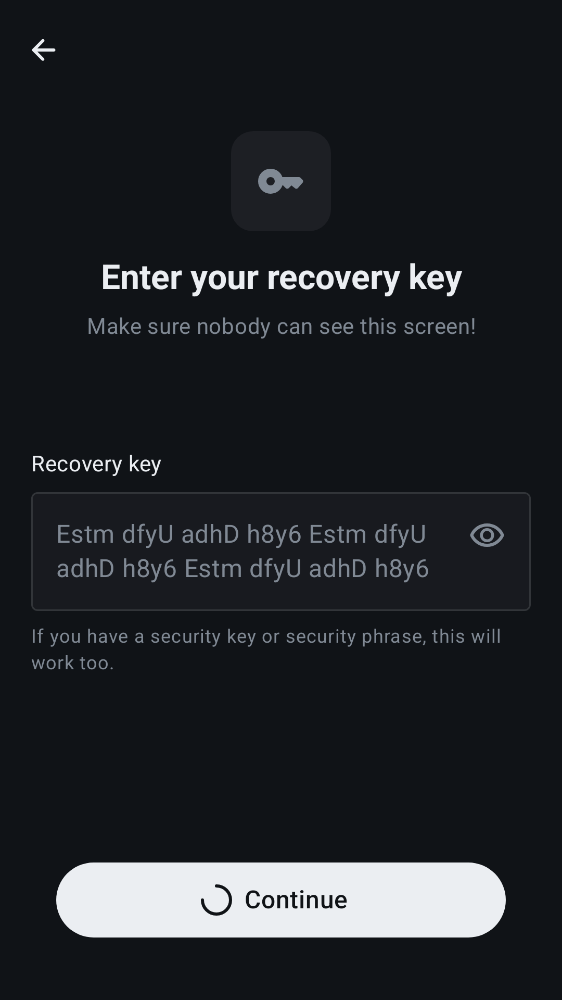 Enter your recovery key
Make sure nobody can see this screen!
Recovery key
Estm dfyU adhD h8y6 Estm dfyU
adhD h8y6 Estm dfyU adhD h8y6
If you have a security key or security phrase, this will
work too.
Continue